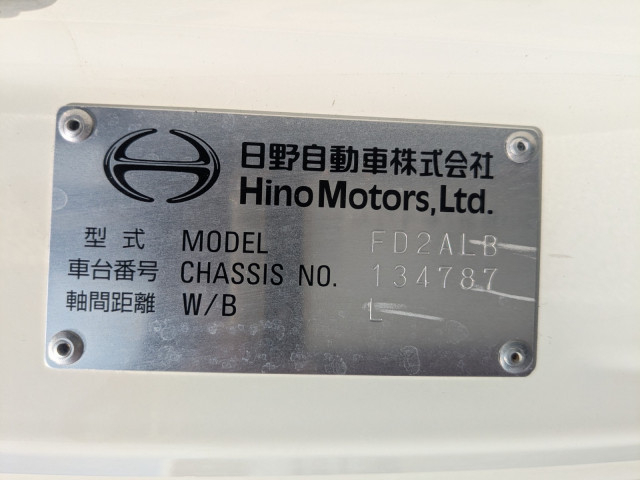 日野自動車株式会社
Hino Motors, Ltd.
型式 MODEL FD2ALB
車台番号 CHASSIS NO. 134787
軸間距離 W/B L